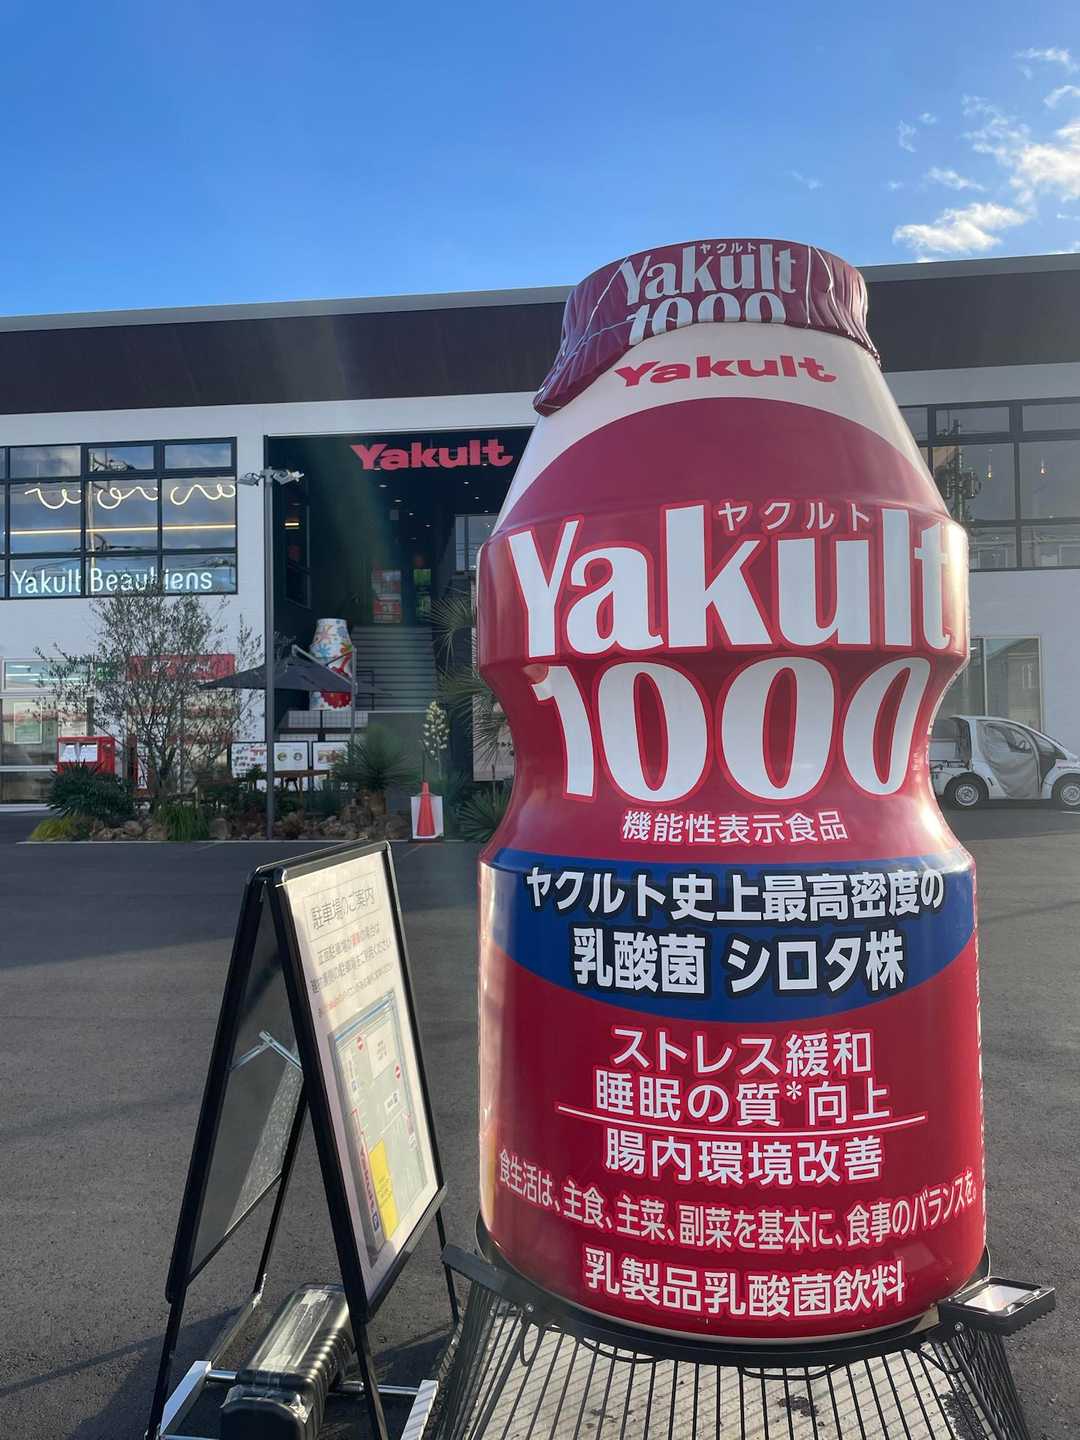 ヤクルト
Yakult
1000
Yakult
Yakult
Yakult Beautiens
ヤクルト
Yakult
1000
機能性表示食品
ヤクルト史上最高密度の
乳酸菌 シロタ株
ストレス緩和
睡眠の質*向上
腸内環境改善
食生活は、主食、主菜、副菜を基本に、食事のバランスを。
乳製品乳酸菌飲料
駐車場のご案内